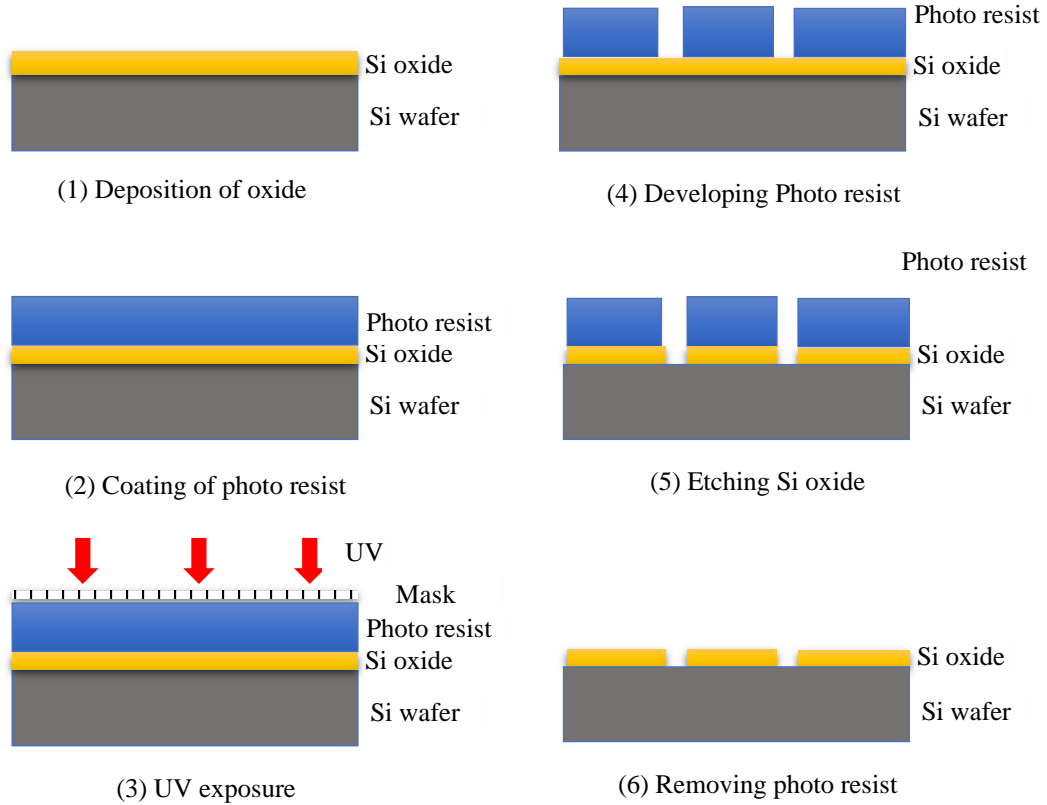 Si oxide
Si wafer
(1) Deposition of oxide
Photo resist
Si oxide
Si wafer
(2) Coating of photo resist
UV
Mask
Photo resist
Si oxide
Si wafer
(3) UV exposure
Photo resist
Si oxide
Si wafer
(4) Developing Photo resist
Photo resist
Si oxide
Si wafer
(5) Etching Si oxide
Si oxide
Si wafer
(6) Removing photo resist